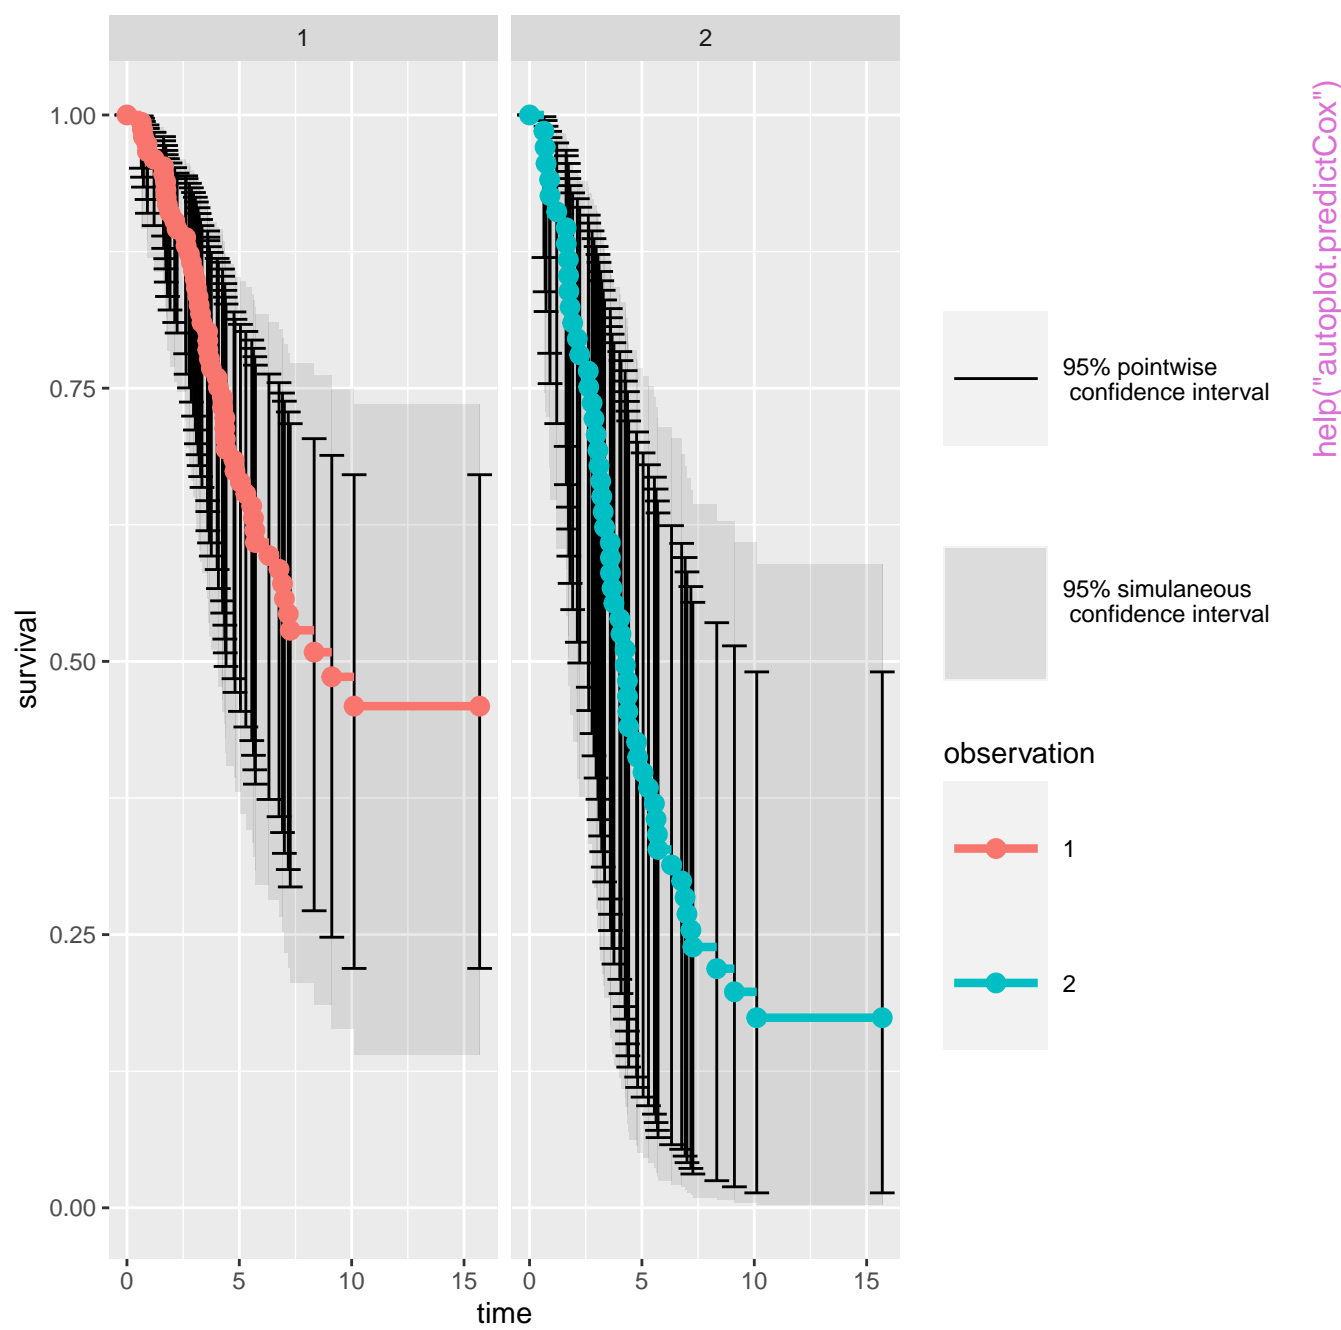 1
2
1.00
0.75
0.50
0.25
0.00
survival
0
5
10
15
0
5
10
15
time
95% pointwise
confidence interval
95% simulaneous
confidence interval
observation
1
2
help("autoplot.predictCox")